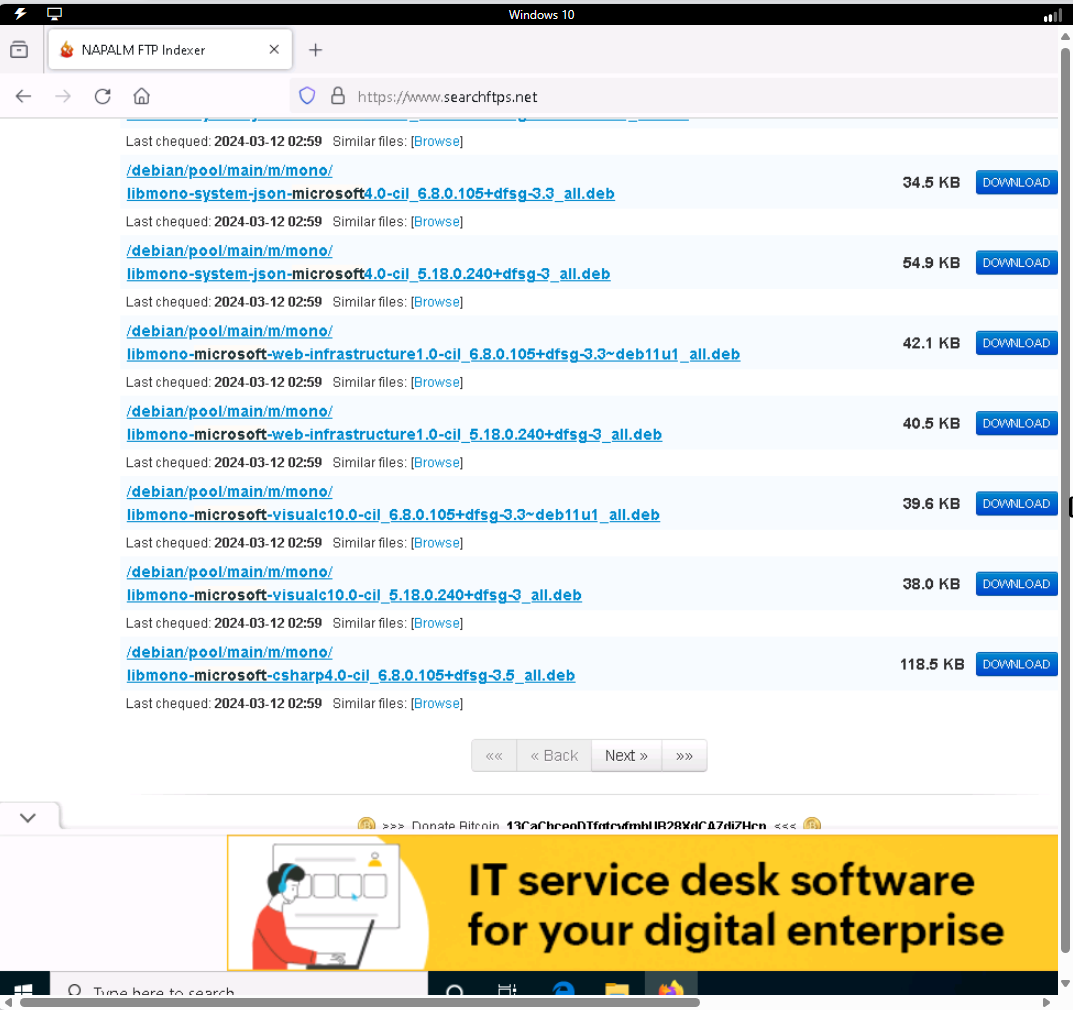 Windows 10
NAPALM FTP Indexer
https://www.searchftps.net
Last chequed: 2024-03-12 02:59 Similar files: [Browse]
/debian/pool/main/m/mono/
libmono-system-json-microsoft4.0-cil_6.8.0.105+dfsg-3.3_all.deb
34.5 KB DOWNLOAD
Last chequed: 2024-03-12 02:59 Similar files: [Browse]
/debian/pool/main/m/mono/
libmono-system-json-microsoft4.0-cil_5.18.0.240+dfsg-3_all.deb
54.9 KB DOWNLOAD
Last chequed: 2024-03-12 02:59 Similar files: [Browse]
/debian/pool/main/m/mono/
libmono-microsoft-web-infrastructure1.0-cil_6.8.0.105+dfsg-3.3~deb11u1_all.deb
42.1 KB DOWNLOAD
Last chequed: 2024-03-12 02:59 Similar files: [Browse]
/debian/pool/main/m/mono/
libmono-microsoft-web-infrastructure1.0-cil_5.18.0.240+dfsg-3_all.deb
40.5 KB DOWNLOAD
Last chequed: 2024-03-12 02:59 Similar files: [Browse]
/debian/pool/main/m/mono/
libmono-microsoft-visualc10.0-cil_6.8.0.105+dfsg-3.3~deb11u1_all.deb
39.6 KB DOWNLOAD
Last chequed: 2024-03-12 02:59 Similar files: [Browse]
/debian/pool/main/m/mono/
libmono-microsoft-visualc10.0-cil_5.18.0.240+dfsg-3_all.deb
38.0 KB DOWNLOAD
Last chequed: 2024-03-12 02:59 Similar files: [Browse]
/debian/pool/main/m/mono/
libmono-microsoft-csharp4.0-cil_6.8.0.105+dfsg-3.5_all.deb
118.5 KB DOWNLOAD
Last chequed: 2024-03-12 02:59 Similar files: [Browse]
«« « Back Next » »»
>>> Donate Bitcoin <<<
IT service desk software
for your digital enterprise
Type here to search